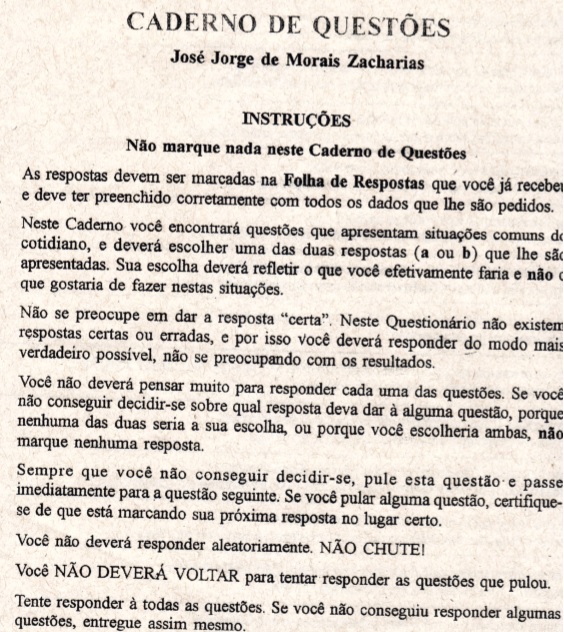 CADERNO DE QUESTÕES
José Jorge de Morais Zacharias
INSTRUÇÕES
Não marque nada neste Caderno de Questões
As respostas devem ser marcadas na Folha de Respostas que você já recebeu
e deve ter preenchido corretamente com todos os dados que lhe são pedidos.
Neste Caderno você encontrará questões que apresentam situações comuns do
cotidiano, e deverá escolher uma das duas respostas (a ou b) que lhe são
apresentadas. Sua escolha deverá refletir o que você efetivamente faria e não o
que gostaria de fazer nestas situações.
Não se preocupe em dar a resposta “certa”. Neste Questionário não existem
respostas certas ou erradas, e por isso você deverá responder do modo mais
verdadeiro possível, não se preocupando com os resultados.
Você não deverá pensar muito para responder cada uma das questões. Se você
não conseguir decidir-se sobre qual resposta deva dar à alguma questão, porque
nenhuma das duas seria a sua escolha, ou porque você escolheria ambas, não
marque nenhuma resposta.
Sempre que você não conseguir decidir-se, pule esta questão e passe
imediatamente para a questão seguinte. Se você pular alguma questão, certifique-
se de que está marcando sua próxima resposta no lugar certo.
Você não deverá responder aleatoriamente. NÃO CHUTE!
Você NÃO DEVERÁ VOLTAR para tentar responder as questões que pulou.
Tente responder à todas as questões. Se você não conseguiu responder algumas
questões, entregue assim mesmo.